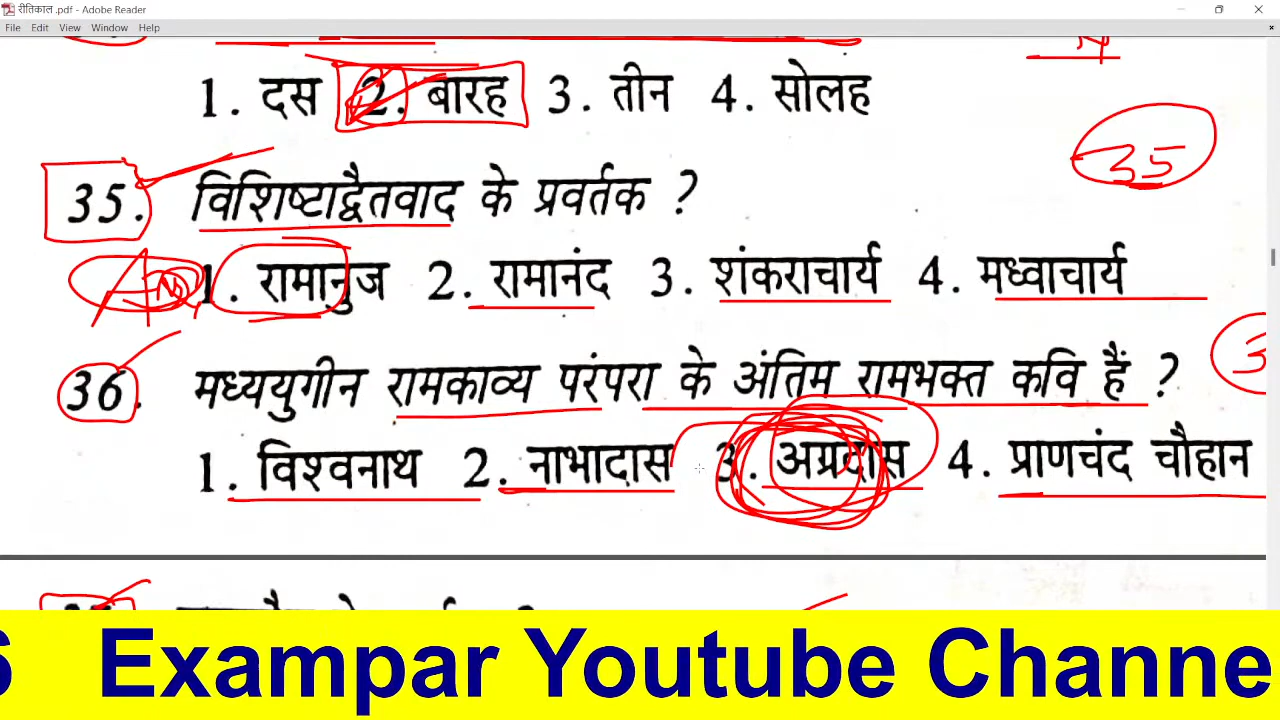 रीतिकाल .pdf - Adobe Reader
File Edit View Window Help
1. दस 2. बारह 3. तीन 4. सोलह
35
35. विशिष्टाद्वैतवाद के प्रवर्तक ?
Ans
1. रामानुज 2. रामानंद 3. शंकराचार्य 4. मध्वाचार्य
36. मध्ययुगीन रामकाव्य परंपरा के अंतिम रामभक्त कवि हैं ?
1. विश्वनाथ 2. नाभादास 3. अग्रदास 4. प्राणचंद चौहान
6 Exampar Youtube Channe